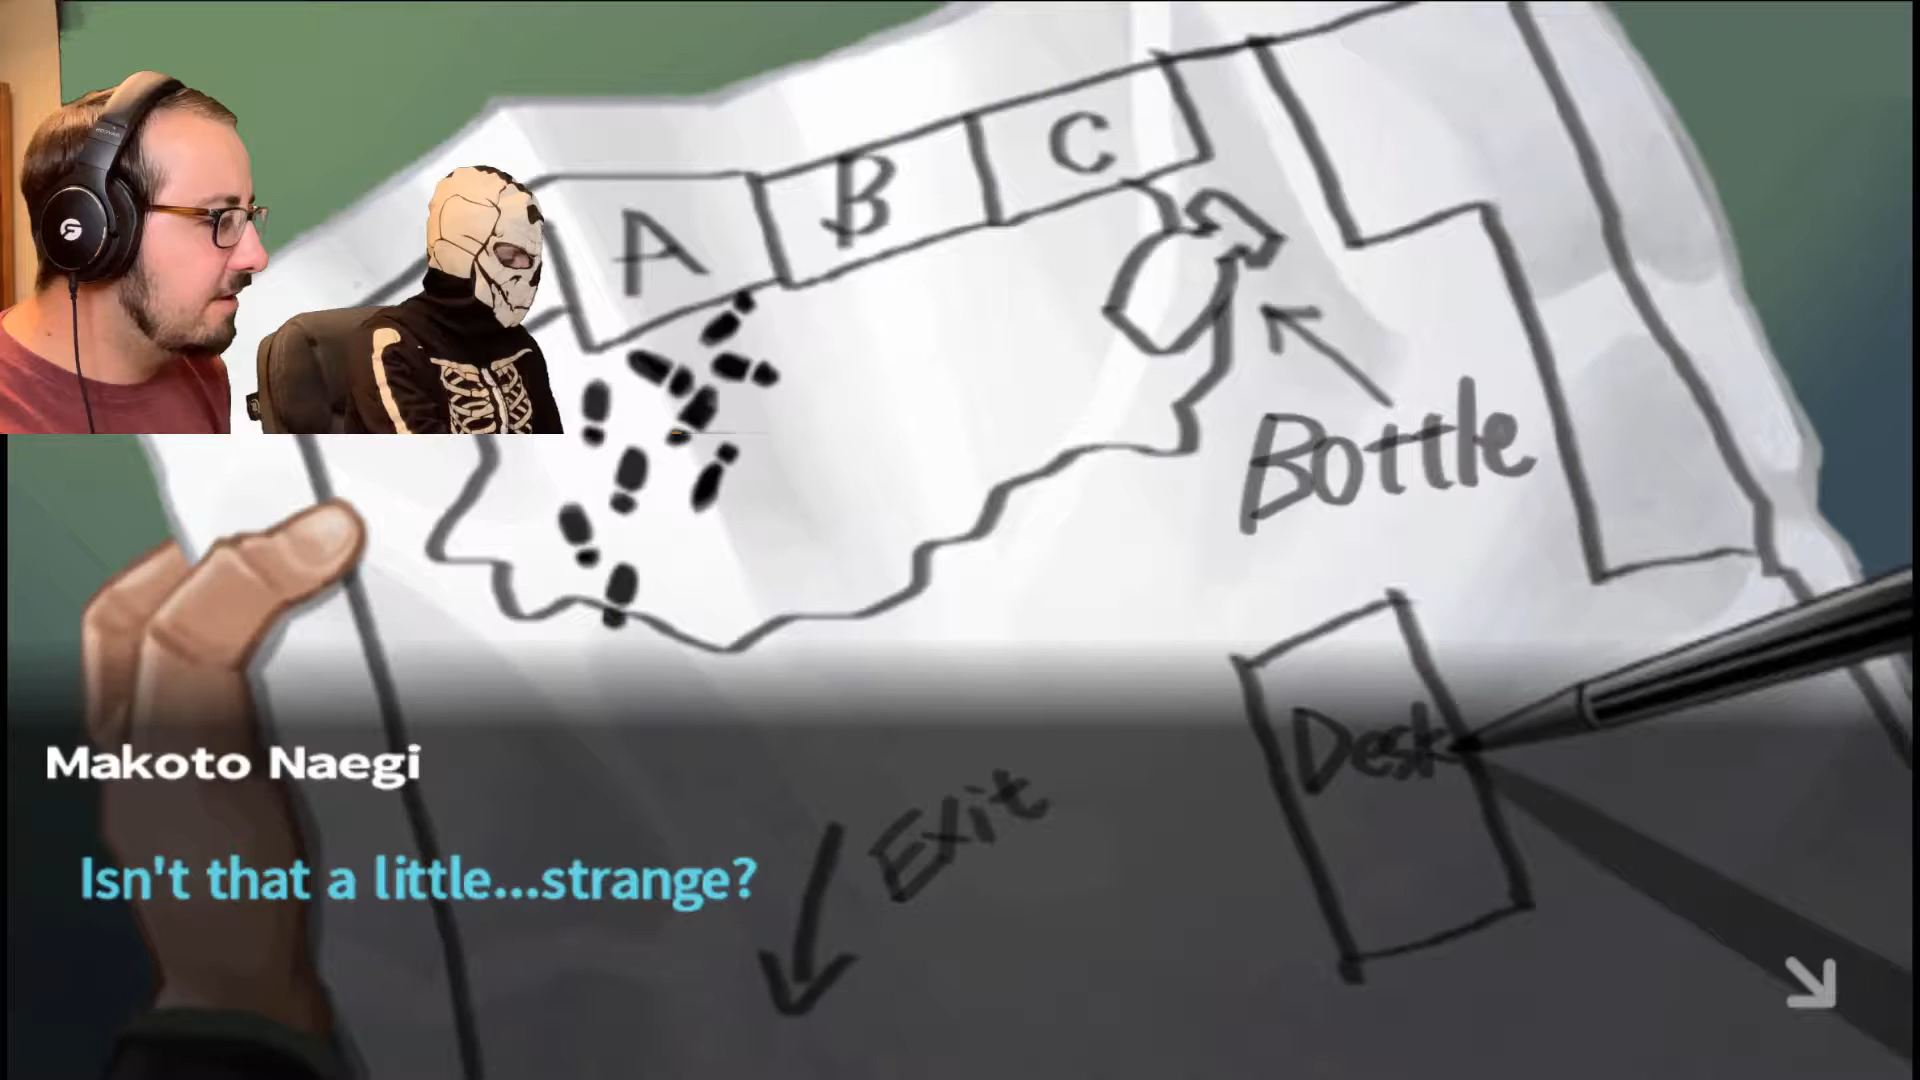 A
B
C
Bottle
Desk
Exit
Makoto Naegi
Isn't that a little...strange?